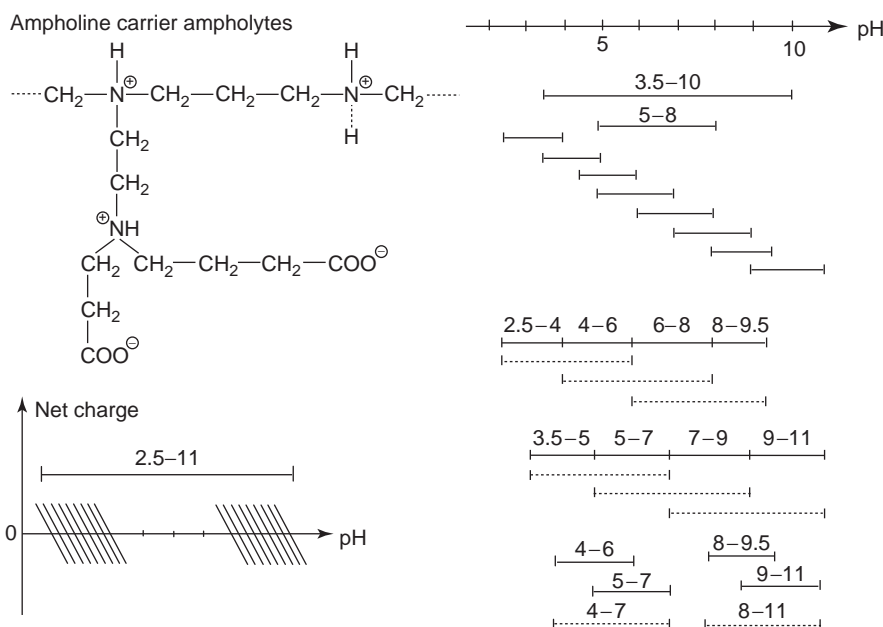 Ampholine carrier ampholytes
H H
CH₂—N⊕—CH₂—CH₂—CH₂—N⊕—CH₂
H
CH₂
CH₂
⊕NH
CH₂ CH₂—CH₂—CH₂—COO⊖
CH₂
COO⊖
Net charge
2.5–11
0
pH
pH
5 10
3.5–10
5–8
2.5–4 4–6 6–8 8–9.5
3.5–5 5–7 7–9 9–11
4–6 8–9.5
5–7 9–11
4–7 8–11